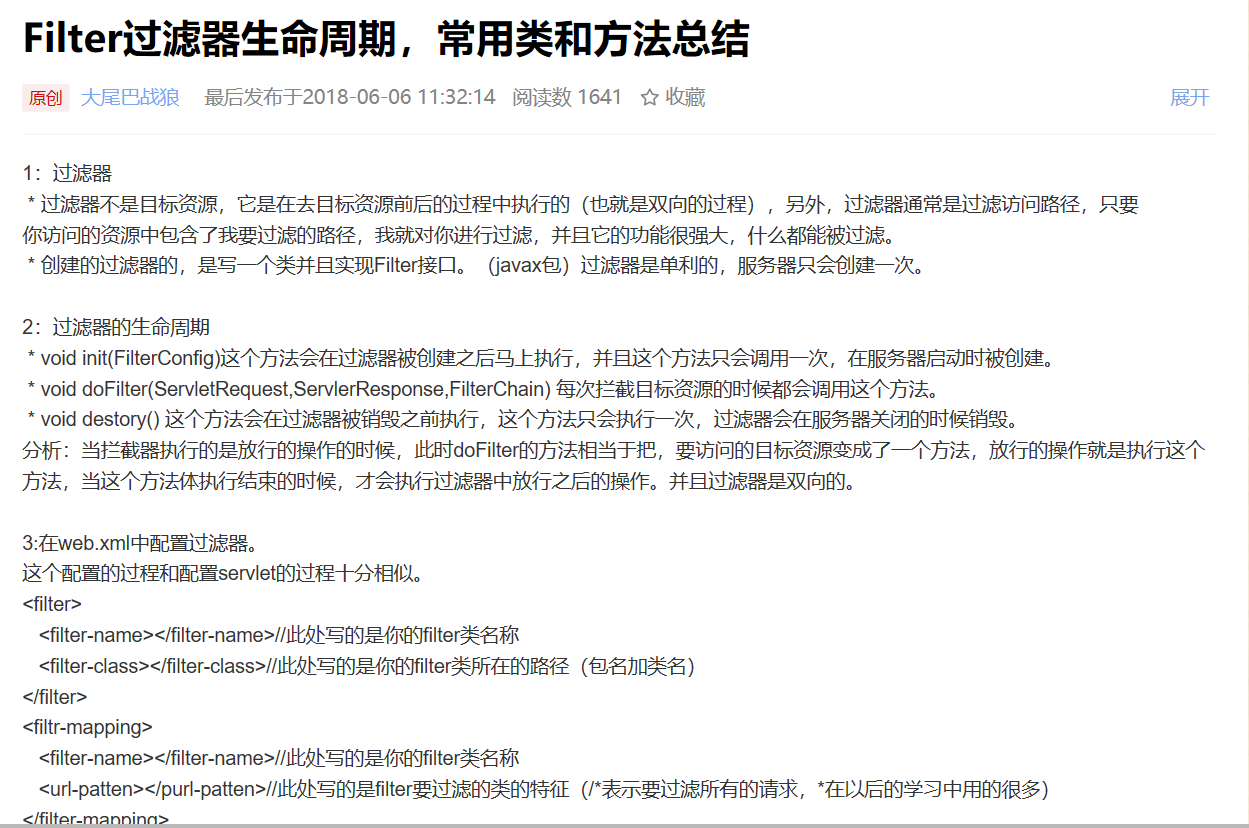 Filter过滤器生命周期，常用类和方法总结
原创 大尾巴战狼 最后发布于2018-06-06 11:32:14 阅读数 1641 ☆ 收藏 展开
1：过滤器
* 过滤器不是目标资源，它是在去目标资源前后的过程中执行的（也就是双向的过程），另外，过滤器通常是过滤访问路径，只要
你访问的资源中包含了我要过滤的路径，我就对你进行过滤，并且它的功能很强大，什么都能被过滤。
* 创建的过滤器的，是写一个类并且实现Filter接口。（javax包）过滤器是单利的，服务器只会创建一次。
2：过滤器的生命周期
* void init(FilterConfig)这个方法会在过滤器被创建之后马上执行，并且这个方法只会调用一次，在服务器启动时被创建。
* void doFilter(ServletRequest,ServlerResponse,FilterChain) 每次拦截目标资源的时候都会调用这个方法。
* void destory() 这个方法会在过滤器被销毁之前执行，这个方法只会执行一次，过滤器会在服务器关闭的时候销毁。
分析：当拦截器执行的是放行的操作的时候，此时doFilter的方法相当于把，要访问的目标资源变成了一个方法，放行的操作就是执行这个
方法，当这个方法体执行结束的时候，才会执行过滤器中放行之后的操作。并且过滤器是双向的。
3:在web.xml中配置过滤器。
这个配置的过程和配置servlet的过程十分相似。
<filter>
<filter-name></filter-name>//此处写的是你的filter类名称
<filter-class></filter-class>//此处写的是你的filter类所在的路径（包名加类名）
</filter>
<filtr-mapping>
<filter-name></filter-name>//此处写的是你的filter类名称
<url-patten></purl-patten>//此处写的是filter要过滤的类的特征（/*表示要过滤所有的请求，*在以后的学习中用的很多）
</filter-mapping>